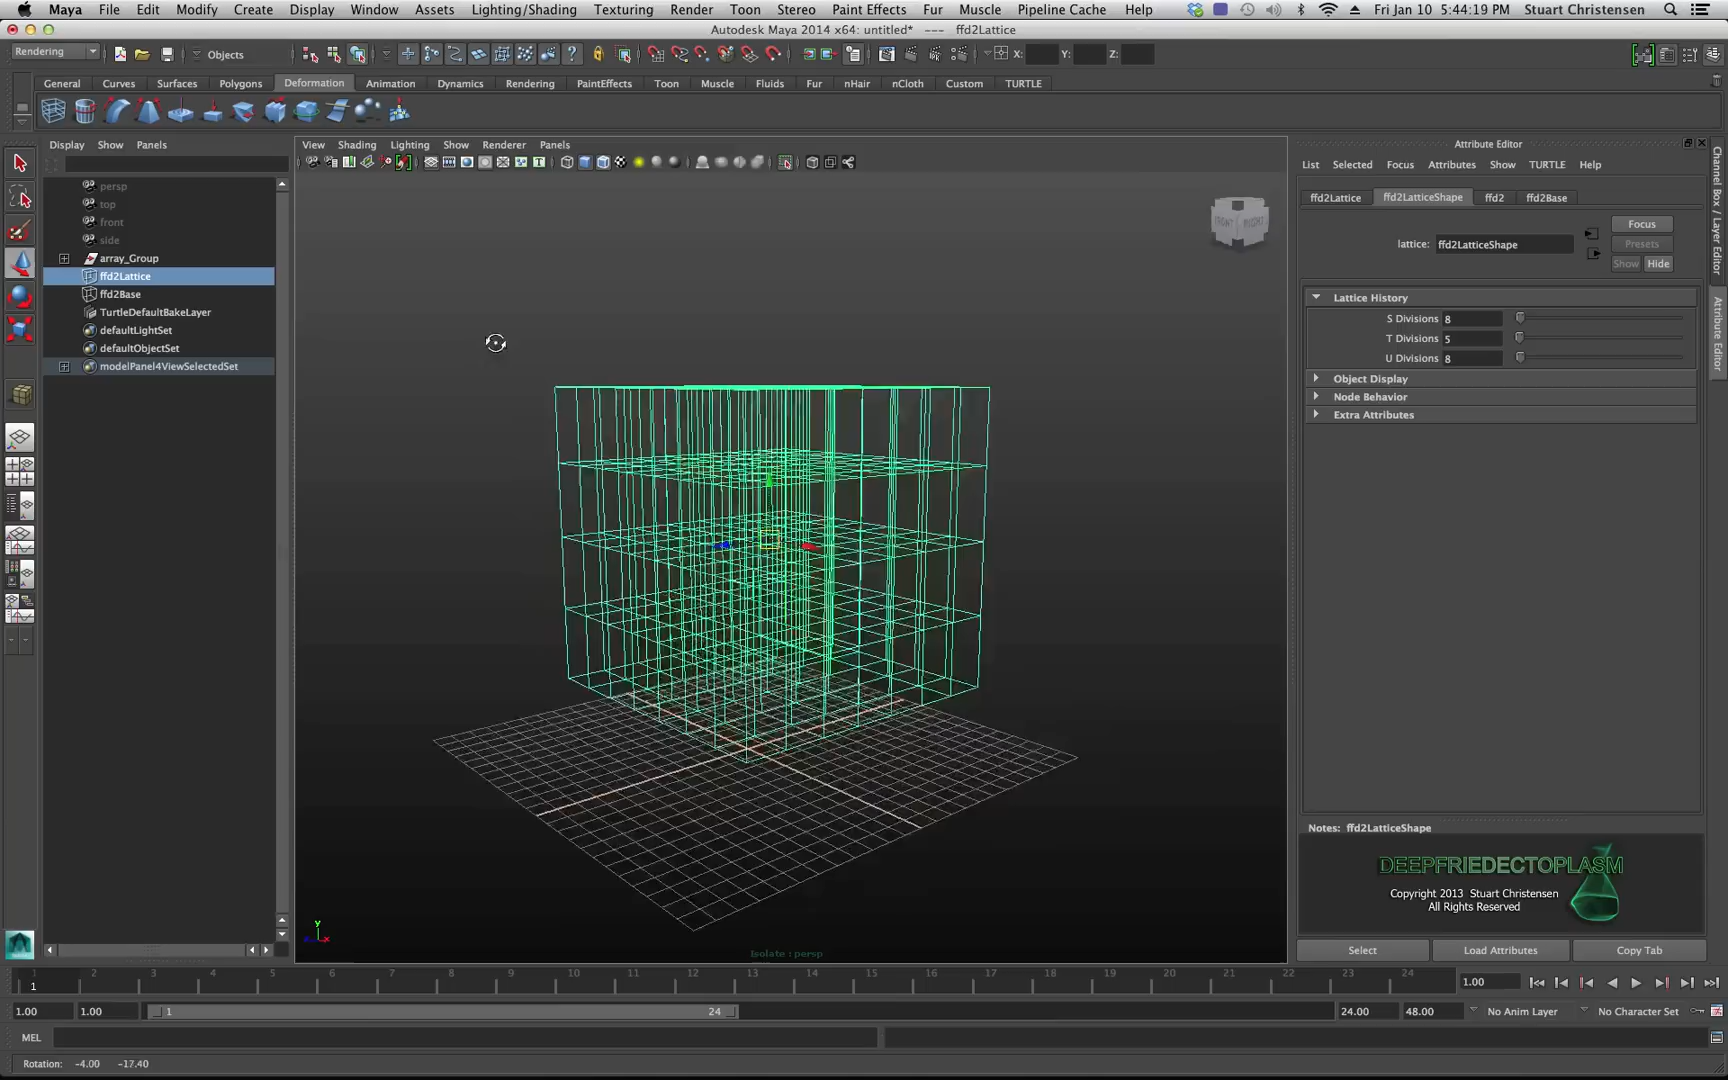 Maya File Edit Modify Create Display Window Assets Lighting/Shading Texturing Render Toon Stereo Paint Effects Fur Muscle Pipeline Cache Help Fri Jan 10 5:44:19 PM Stuart Christensen
Autodesk Maya 2014 x64: untitled* --- ffd2Lattice
Rendering Objects X: Y: Z:
General Curves Surfaces Polygons Deformation Animation Dynamics Rendering PaintEffects Toon Muscle Fluids Fur nHair nCloth Custom TURTLE
Display Show Panels
View Shading Lighting Show Renderer Panels
persp
top
front
side
array_Group
ffd2Lattice
ffd2Base
TurtleDefaultBakeLayer
defaultLightSet
defaultObjectSet
modelPanel4ViewSelectedSet
FRONT RIGHT
y
x
Isolate : persp
Attribute Editor
List Selected Focus Attributes Show TURTLE Help
ffd2Lattice ffd2LatticeShape ffd2 ffd2Base
Focus
lattice: ffd2LatticeShape
Presets
Show Hide
Lattice History
S Divisions 8
T Divisions 5
U Divisions 8
Object Display
Node Behavior
Extra Attributes
Notes: ffd2LatticeShape
DEEPFRIEDECTOPLASM
Copyright 2013 Stuart Christensen
All Rights Reserved
Select Load Attributes Copy Tab
Channel Box / Layer Editor
Attribute Editor
1 2 3 4 5 6 7 8 9 10 11 12 13 14 15 16 17 18 19 20 21 22 23 24
1 1.00
1.00 1.00 1 24 24.00 48.00 No Anim Layer No Character Set
MEL
Rotation: -4.00 -17.40